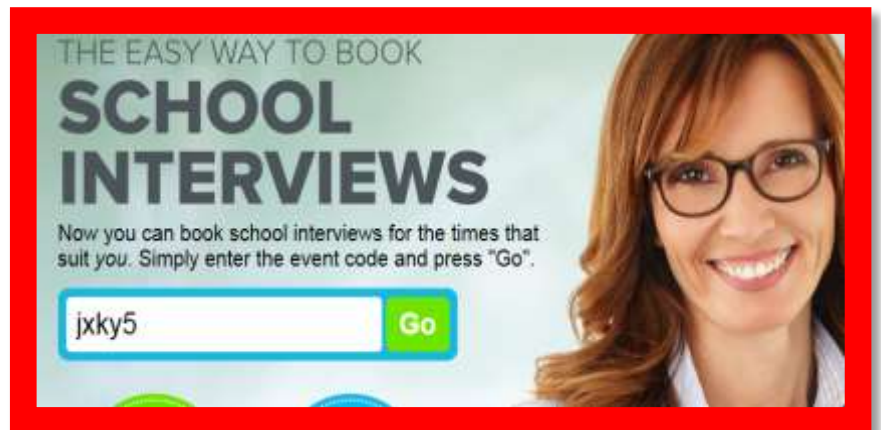 THE EASY WAY TO BOOK
SCHOOL
INTERVIEWS
Now you can book school interviews for the times that
suit you. Simply enter the event code and press "Go".
jxky5
Go